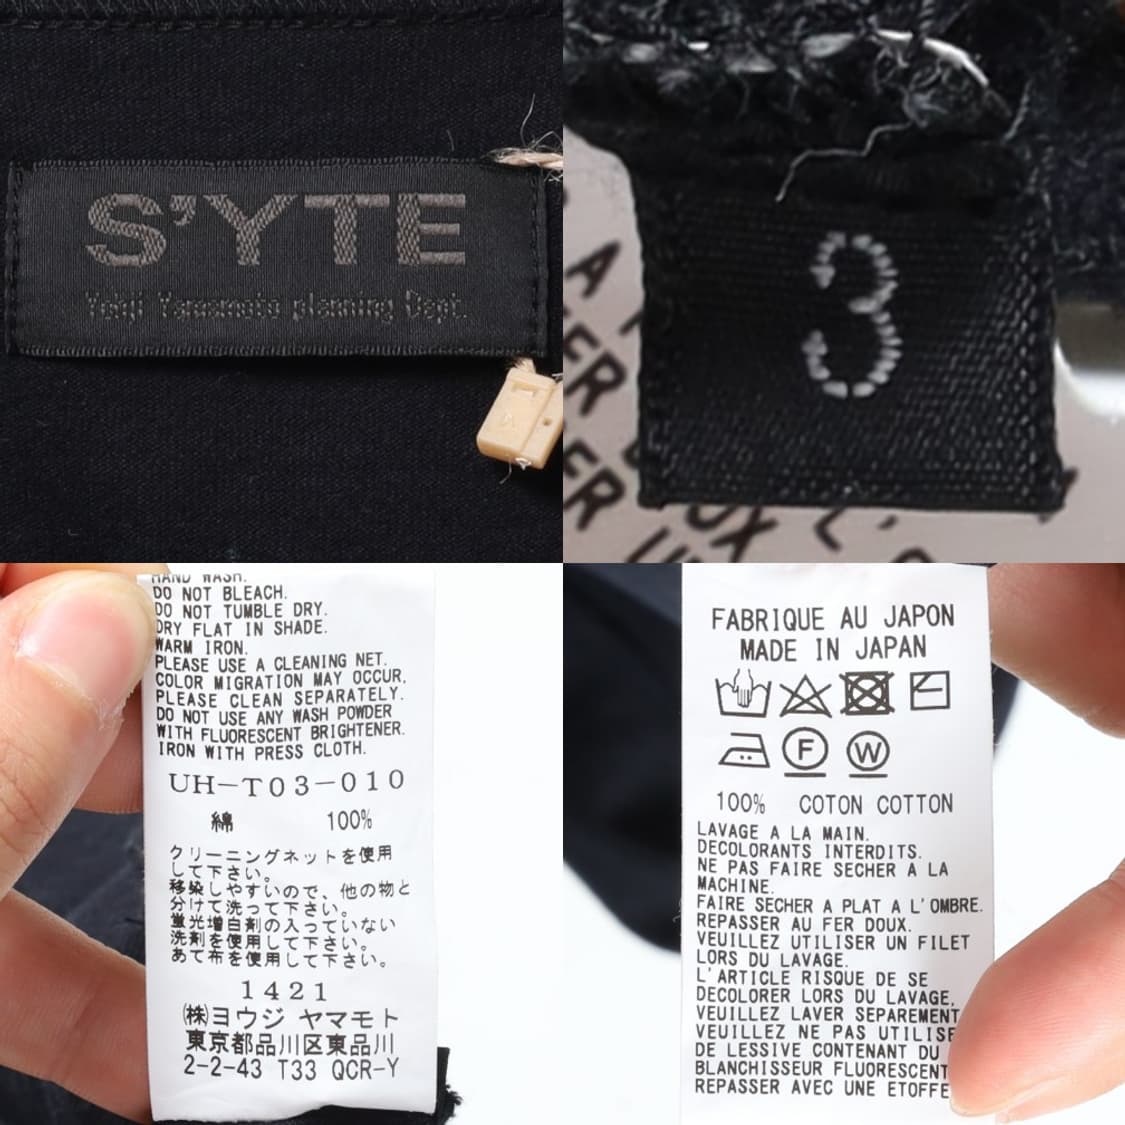 S'YTE
Yohji Yamamoto planning Dept.
3
HAND WASH.
DO NOT BLEACH.
DO NOT TUMBLE DRY.
DRY FLAT IN SHADE.
WARM IRON.
PLEASE USE A CLEANING NET.
COLOR MIGRATION MAY OCCUR,
PLEASE CLEAN SEPARATELY.
DO NOT USE ANY WASH POWDER
WITH FLUORESCENT BRIGHTENER.
IRON WITH PRESS CLOTH.
UH-T03-010
綿 100%
クリーニングネットを使用
して下さい。
移染しやすいので、他の物と
分けて洗って下さい。
蛍光増白剤の入っていない
洗剤を使用して下さい。
あて布を使用して下さい。
1421
(株)ヨウジ ヤマモト
東京都品川区東品川
2-2-43 T33 QCR-Y
FABRIQUE AU JAPON
MADE IN JAPAN
F W
100% COTON COTTON
LAVAGE A LA MAIN.
DECOLORANTS INTERDITS.
NE PAS FAIRE SECHER A LA
MACHINE.
FAIRE SECHER A PLAT A L'OMBRE.
REPASSER AU FER DOUX.
VEUILLEZ UTILISER UN FILET
LORS DU LAVAGE.
L'ARTICLE RISQUE DE SE
DECOLORER LORS DU LAVAGE,
VEUILLEZ LAVER SEPAREMENT
VEUILLEZ NE PAS UTILISE
DE LESSIVE CONTENANT DU
BLANCHISSEUR FLUORESCENT
REPASSER AVEC UNE ETOFFE